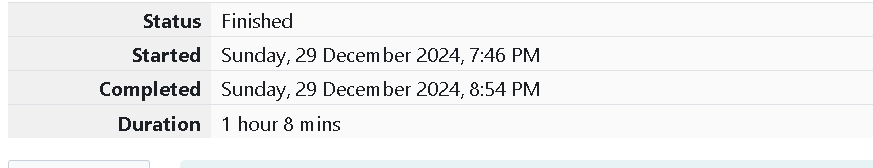 Status Finished
Started Sunday, 29 December 2024, 7:46 PM
Completed Sunday, 29 December 2024, 8:54 PM
Duration 1 hour 8 mins